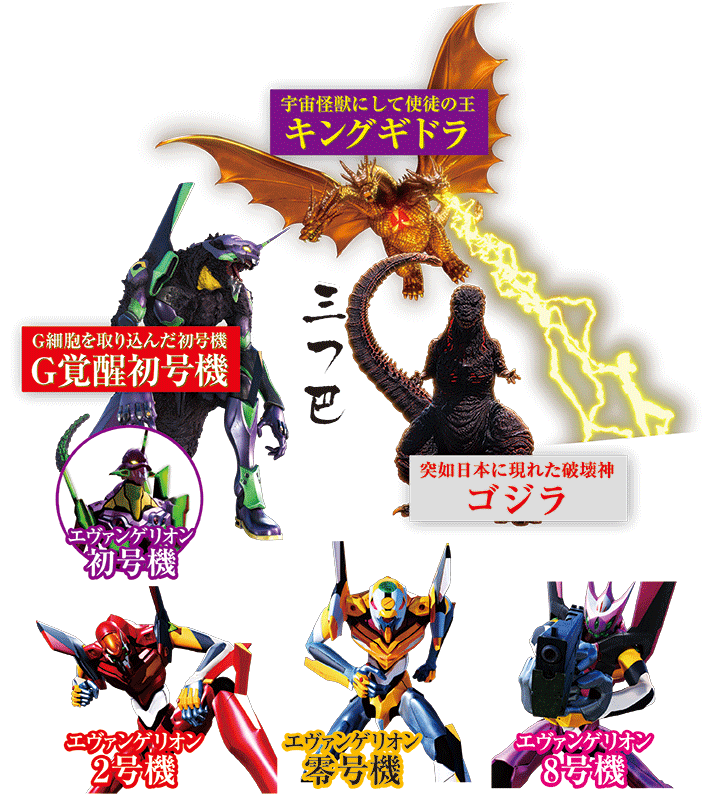 宇宙怪獣にして使徒の王
キングギドラ
三つ巴
G細胞を取り込んだ初号機
G覚醒初号機
突如日本に現れた破壊神
ゴジラ
エヴァンゲリオン
初号機
エヴァンゲリオン
2号機
エヴァンゲリオン
零号機
エヴァンゲリオン
8号機